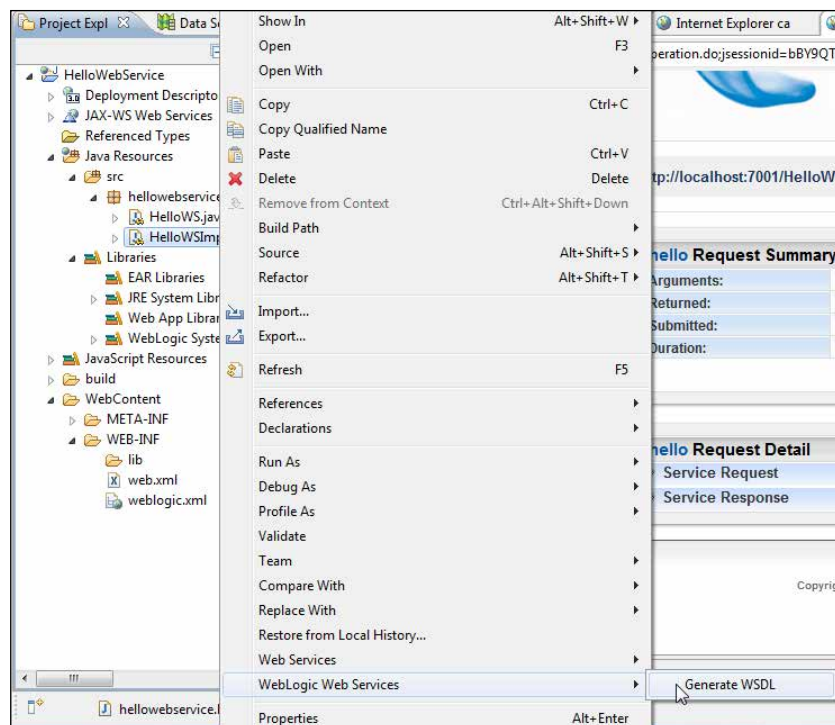 Project Expl
Data S
HelloWebService
Deployment Descripto
JAX-WS Web Services
Referenced Types
Java Resources
src
hellowebservice
HelloWS.jav
HelloWSImp
Libraries
EAR Libraries
JRE System Libr
Web App Librar
WebLogic Syste
JavaScript Resources
build
WebContent
META-INF
WEB-INF
lib
web.xml
weblogic.xml
hellowebservice.
Show In Alt+Shift+W
Open F3
Open With
Copy Ctrl+C
Copy Qualified Name
Paste Ctrl+V
Delete Delete
Remove from Context Ctrl+Alt+Shift+Down
Build Path
Source Alt+Shift+S
Refactor Alt+Shift+T
Import...
Export...
Refresh F5
References
Declarations
Run As
Debug As
Profile As
Validate
Team
Compare With
Replace With
Restore from Local History...
Web Services
WebLogic Web Services
Properties Alt+Enter
Generate WSDL
Internet Explorer ca
peration.do;jsessionid=bBY9QT
tp://localhost:7001/HelloW
hello Request Summary
Arguments:
Returned:
Submitted:
Duration:
hello Request Detail
Service Request
Service Response
Copyrig